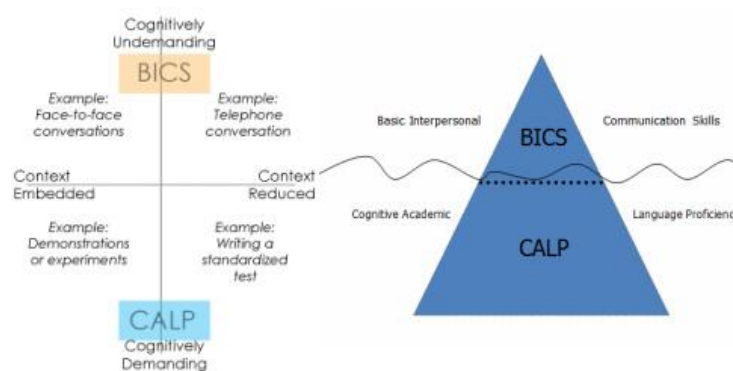 Cognitively
Undemanding
BICS
Example:
Face-to-face
conversations
Example:
Telephone
conversation
Context
Embedded
Context
Reduced
Example:
Demonstrations
or experiments
Example:
Writing a
standardized
test
CALP
Cognitively
Demanding
Basic Interpersonal
BICS
Communication Skills
Cognitive Academic
Language Proficienc
CALP